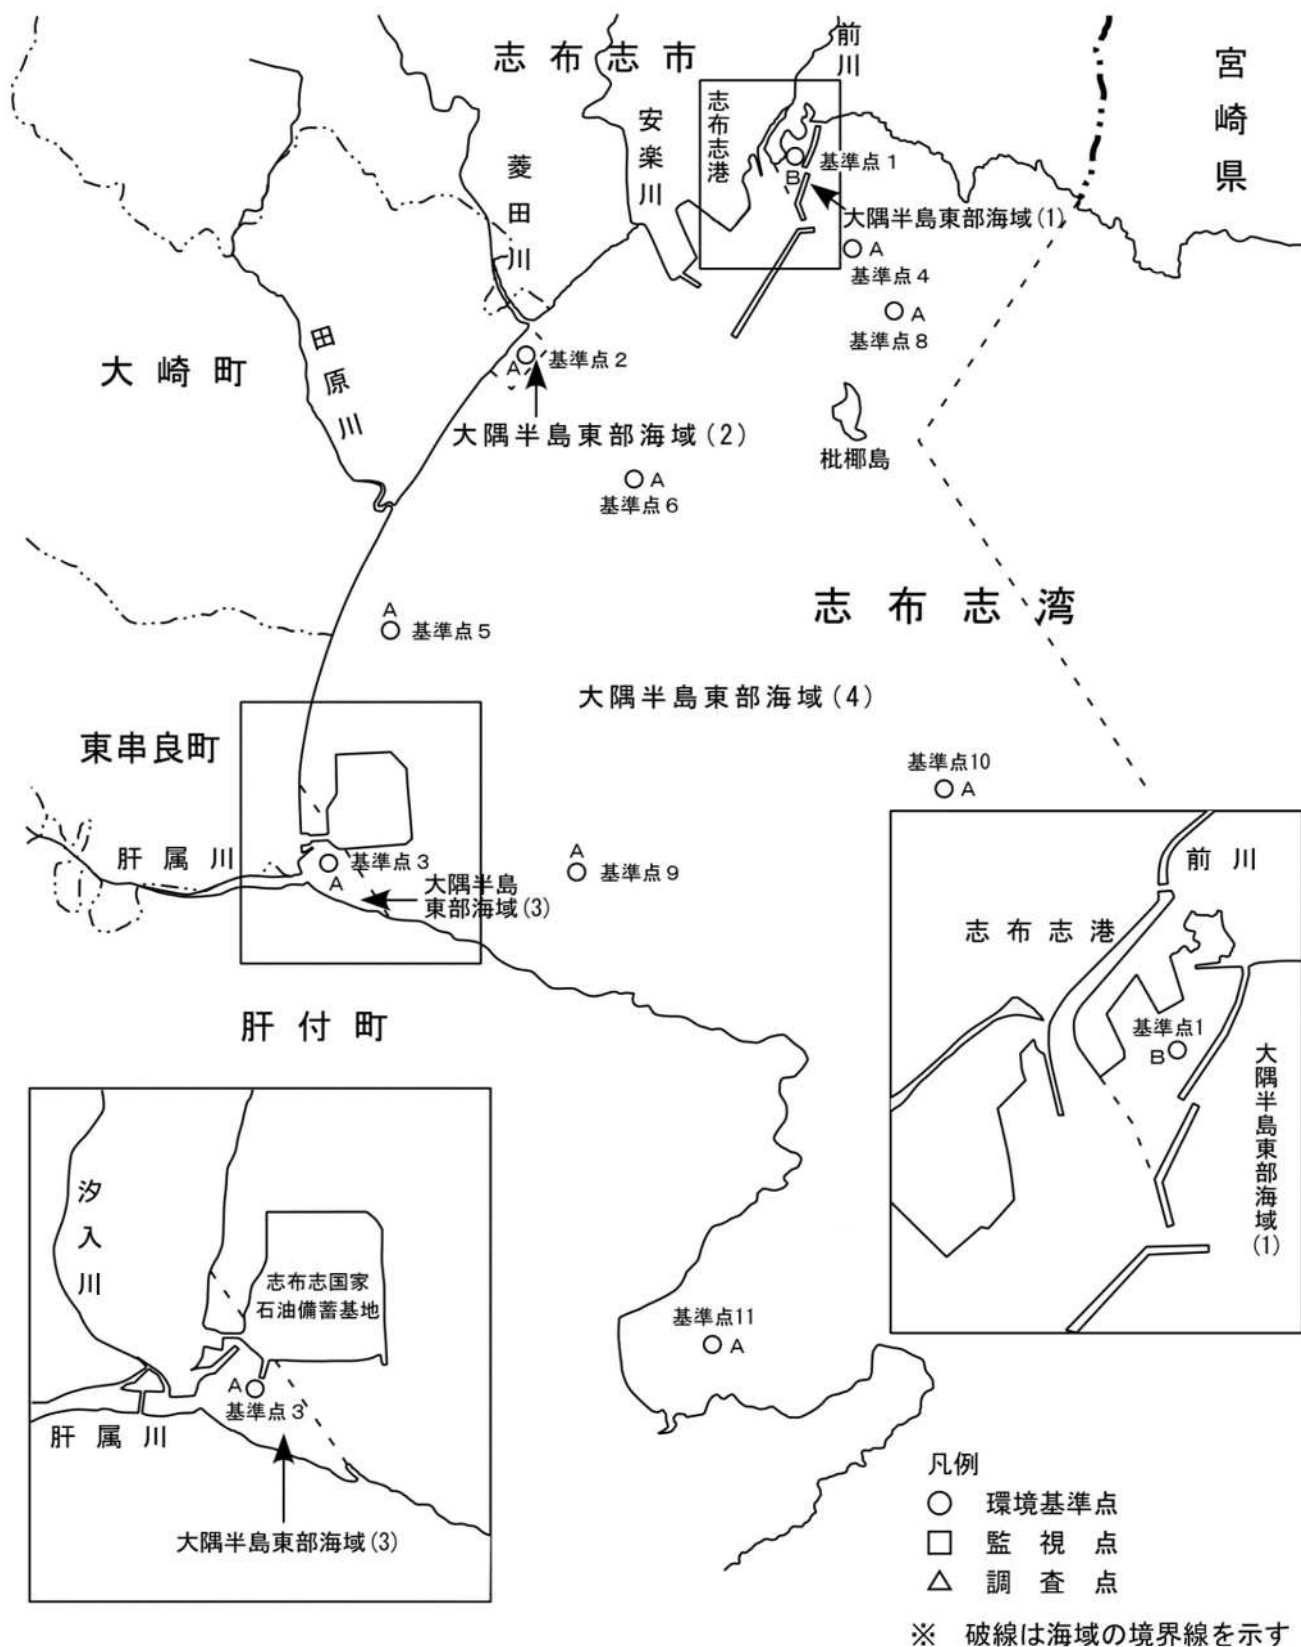 志布志市
前川
宮崎県
志布志港
安楽川
菱田川
基準点1
B
大隅半島東部海域(1)
A
基準点4
A
基準点8
田原川
大崎町
A
基準点2
大隅半島東部海域(2)
枇椰島
A
基準点6
志布志湾
A
基準点5
大隅半島東部海域(4)
東串良町
基準点10
A
肝属川
基準点3
A
大隅半島
東部海域(3)
A
基準点9
肝付町
前川
志布志港
基準点1
B
大隅半島東部海域(1)
汐入川
志布志国家
石油備蓄基地
A
基準点3
肝属川
大隅半島東部海域(3)
基準点11
A
凡例
○ 環境基準点
□ 監視点
△ 調査点
※ 破線は海域の境界線を示す